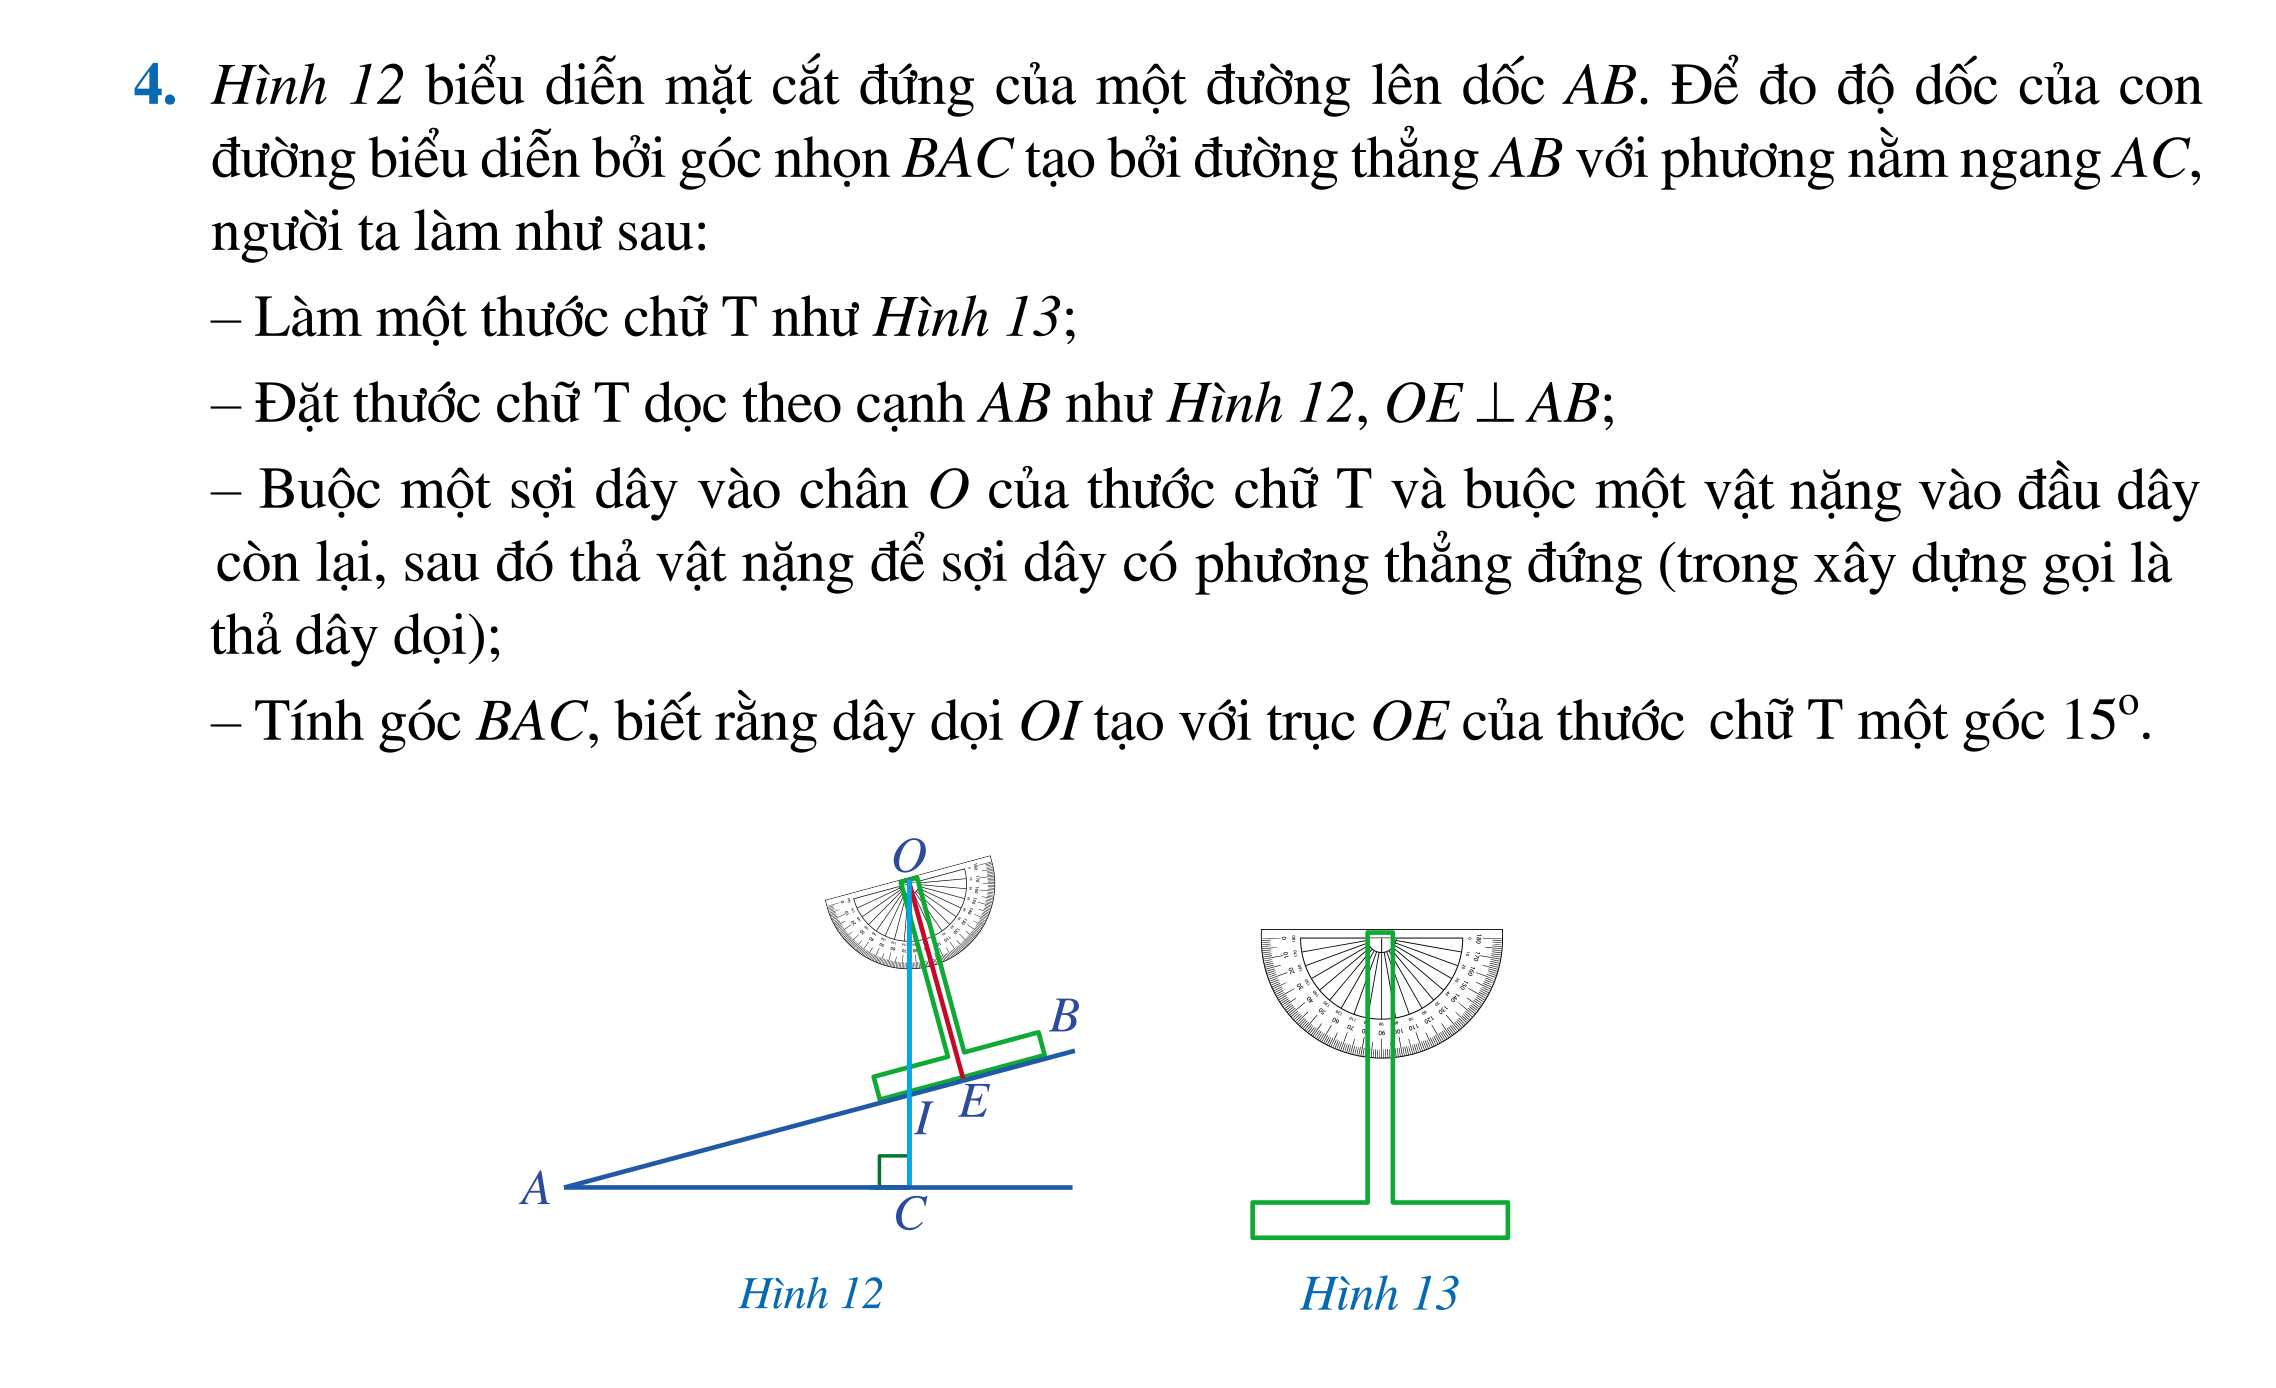 4. Hình 12 biểu diễn mặt cắt đứng của một đường lên dốc AB. Để đo độ dốc của con
đường biểu diễn bởi góc nhọn BAC tạo bởi đường thẳng AB với phương nằm ngang AC,
người ta làm như sau:
– Làm một thước chữ T như Hình 13;
– Đặt thước chữ T dọc theo cạnh AB như Hình 12, OE ⊥ AB;
– Buộc một sợi dây vào chân O của thước chữ T và buộc một vật nặng vào đầu dây
còn lại, sau đó thả vật nặng để sợi dây có phương thẳng đứng (trong xây dựng gọi là
thả dây dọi);
– Tính góc BAC, biết rằng dây dọi OI tạo với trục OE của thước chữ T một góc 15º.
O
B
E
I
A
C
Hình 12
Hình 13